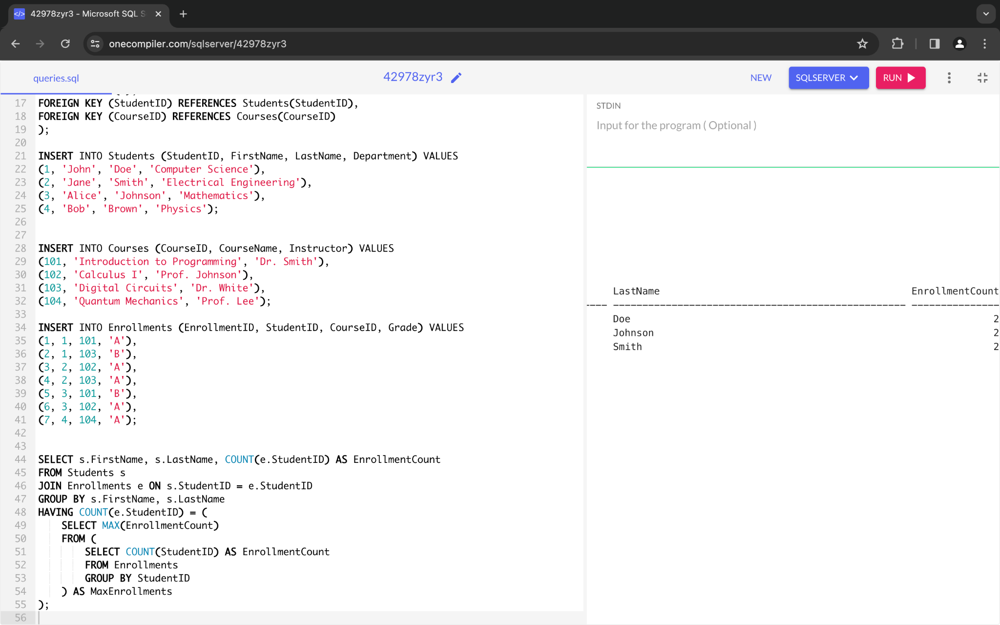 42978zyr3 - Microsoft SQL S
onecompiler.com/sqlserver/42978zyr3
queries.sql
42978zyr3
NEW
SQLSERVER
RUN
17 FOREIGN KEY (StudentID) REFERENCES Students(StudentID),
18 FOREIGN KEY (CourseID) REFERENCES Courses(CourseID)
19 );
20
21 INSERT INTO Students (StudentID, FirstName, LastName, Department) VALUES
22 (1, 'John', 'Doe', 'Computer Science'),
23 (2, 'Jane', 'Smith', 'Electrical Engineering'),
24 (3, 'Alice', 'Johnson', 'Mathematics'),
25 (4, 'Bob', 'Brown', 'Physics');
26
27
28 INSERT INTO Courses (CourseID, CourseName, Instructor) VALUES
29 (101, 'Introduction to Programming', 'Dr. Smith'),
30 (102, 'Calculus I', 'Prof. Johnson'),
31 (103, 'Digital Circuits', 'Dr. White'),
32 (104, 'Quantum Mechanics', 'Prof. Lee');
33
34 INSERT INTO Enrollments (EnrollmentID, StudentID, CourseID, Grade) VALUES
35 (1, 1, 101, 'A'),
36 (2, 1, 103, 'B'),
37 (3, 2, 102, 'A'),
38 (4, 2, 103, 'A'),
39 (5, 3, 101, 'B'),
40 (6, 3, 102, 'A'),
41 (7, 4, 104, 'A');
42
43
44 SELECT s.FirstName, s.LastName, COUNT(e.StudentID) AS EnrollmentCount
45 FROM Students s
46 JOIN Enrollments e ON s.StudentID = e.StudentID
47 GROUP BY s.FirstName, s.LastName
48 HAVING COUNT(e.StudentID) = (
49 SELECT MAX(EnrollmentCount)
50 FROM (
51 SELECT COUNT(StudentID) AS EnrollmentCount
52 FROM Enrollments
53 GROUP BY StudentID
54 ) AS MaxEnrollments
55 );
56
STDIN
Input for the program ( Optional )
LastName EnrollmentCount
---- -------------------------------------------------- ---------------
Doe 2
Johnson 2
Smith 2